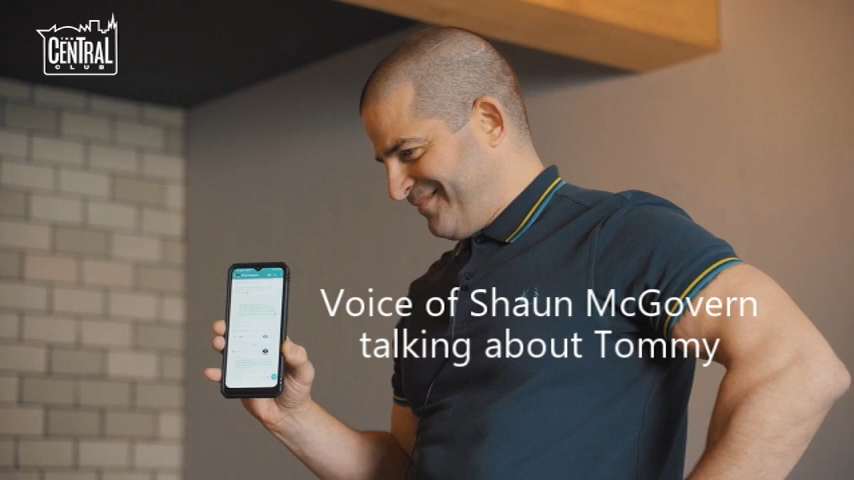 THE
CENTRAL
CLUB
Voice of Shaun McGovern
talking about Tommy